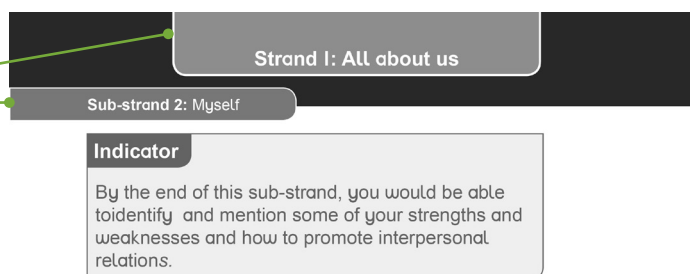 Strand 1: All about us
Sub-strand 2: Myself
Indicator
By the end of this sub-strand, you would be able
toidentify  and mention some of your strengths and
weaknesses and how to promote interpersonal
relations.